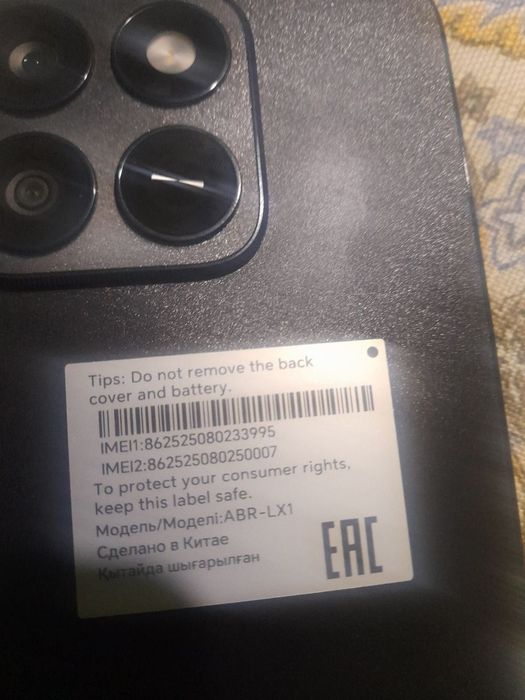 Tips: Do not remove the back
cover and battery.
IMEI1:862525080233995
IMEI2:862525080250007
To protect your consumer rights,
keep this label safe.
Модель/Моделі:ABR-LX1
Сделано в Китае
Қытайда шығарылған
EAC